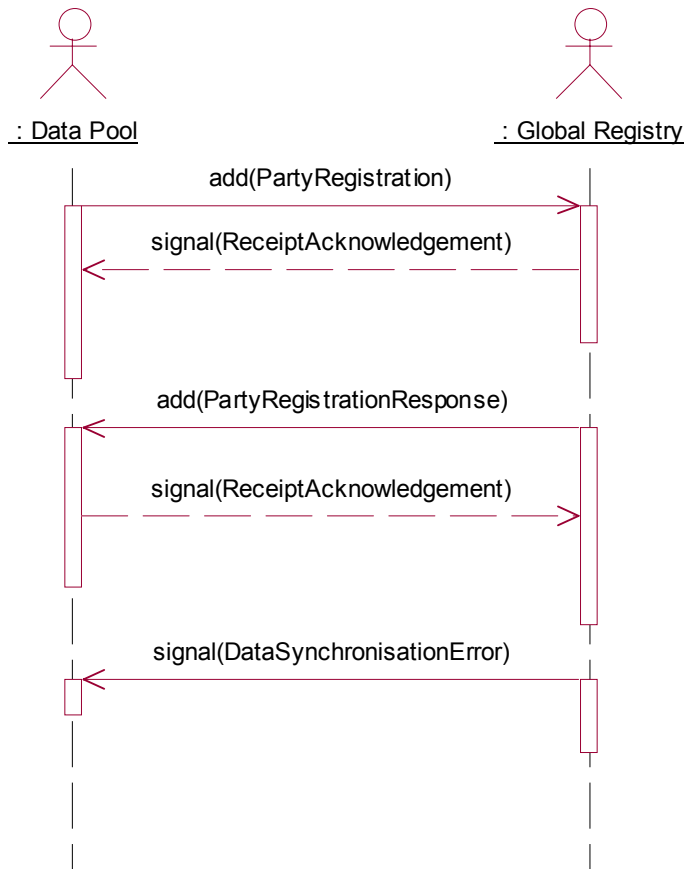 : Data Pool
: Global Registry
add(PartyRegistration)
signal(ReceiptAcknowledgement)
add(PartyRegistrationResponse)
signal(ReceiptAcknowledgement)
signal(DataSynchronisationError)